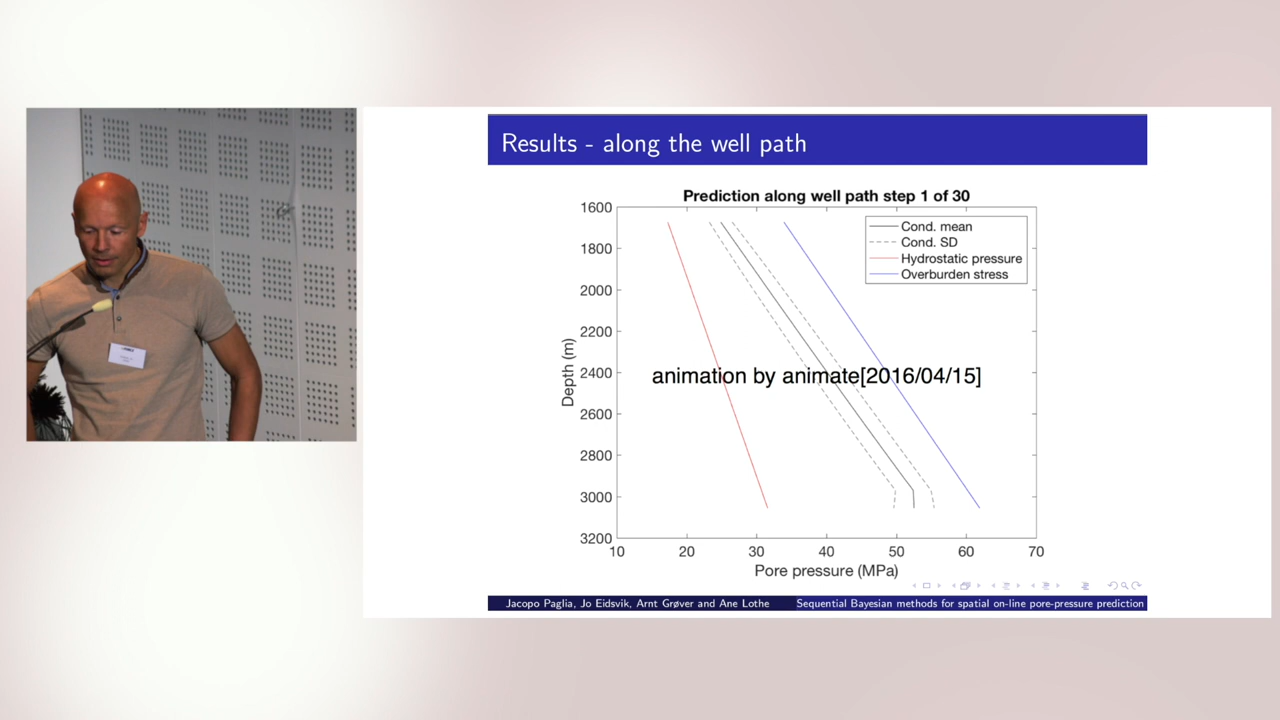 Results - along the well path
Prediction along well path step 1 of 30
1600
1800
2000
2200
2400
2600
2800
3000
3200
Depth (m)
Cond. mean
Cond. SD
Hydrostatic pressure
Overburden stress
animation by animate[2016/04/15]
10 20 30 40 50 60 70
Pore pressure (MPa)
Jacopo Paglia, Jo Eidsvik, Arnt Grøver and Ane Lothe Sequential Bayesian methods for spatial on-line pore-pressure prediction